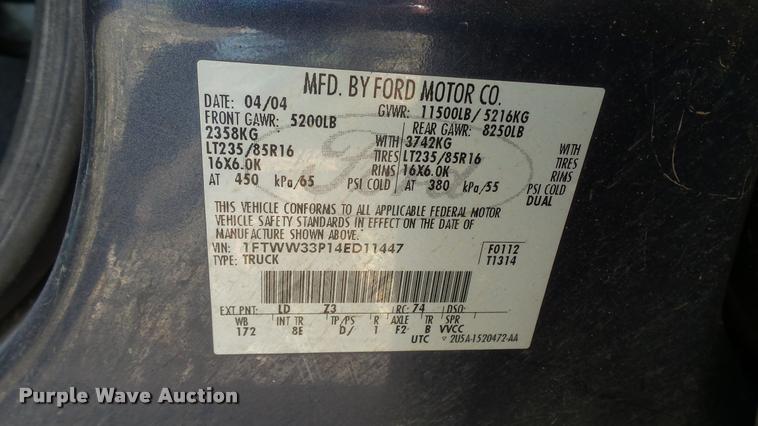 MFD. BY FORD MOTOR CO.
DATE: 04/04 GVWR: 11500LB/ 5216KG
FRONT GAWR: 5200LB REAR GAWR: 8250LB
2358KG WITH 3742KG WITH
LT235/85R16 TIRES LT235/85R16 TIRES
16X6.0K RIMS 16X6.0K RIMS
AT 450 kPa/65 PSI COLD AT 380 kPa/55 PSI COLD
DUAL
THIS VEHICLE CONFORMS TO ALL APPLICABLE FEDERAL MOTOR
VEHICLE SAFETY STANDARDS IN EFFECT ON THE DATE OF
MANUFACTURE SHOWN ABOVE.
VIN: 1FTWW33P14ED11447 F0112
TYPE: TRUCK T1314
EXT PNT: LD Z3 RC: 74 DSO:
WB INT TR TP/PS R AXLE TR SPR
172 8E D/ 1 F2 B VVCC
UTC 2U5A-1520472-AA
Ford
Purple Wave Auction